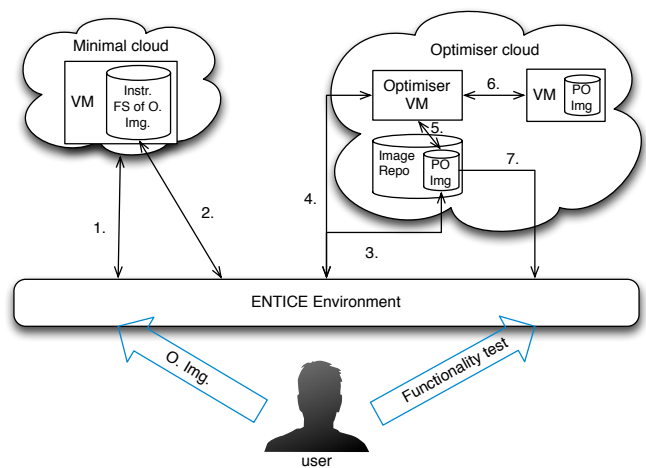 Minimal cloud
VM
Instr.
FS of O.
Img.
Optimiser cloud
Optimiser
VM
6.
VM
PO
Img
5.
Image
Repo
PO
Img
7.
1.
2.
4.
3.
ENTICE Environment
O. Img.
Functionality test
user